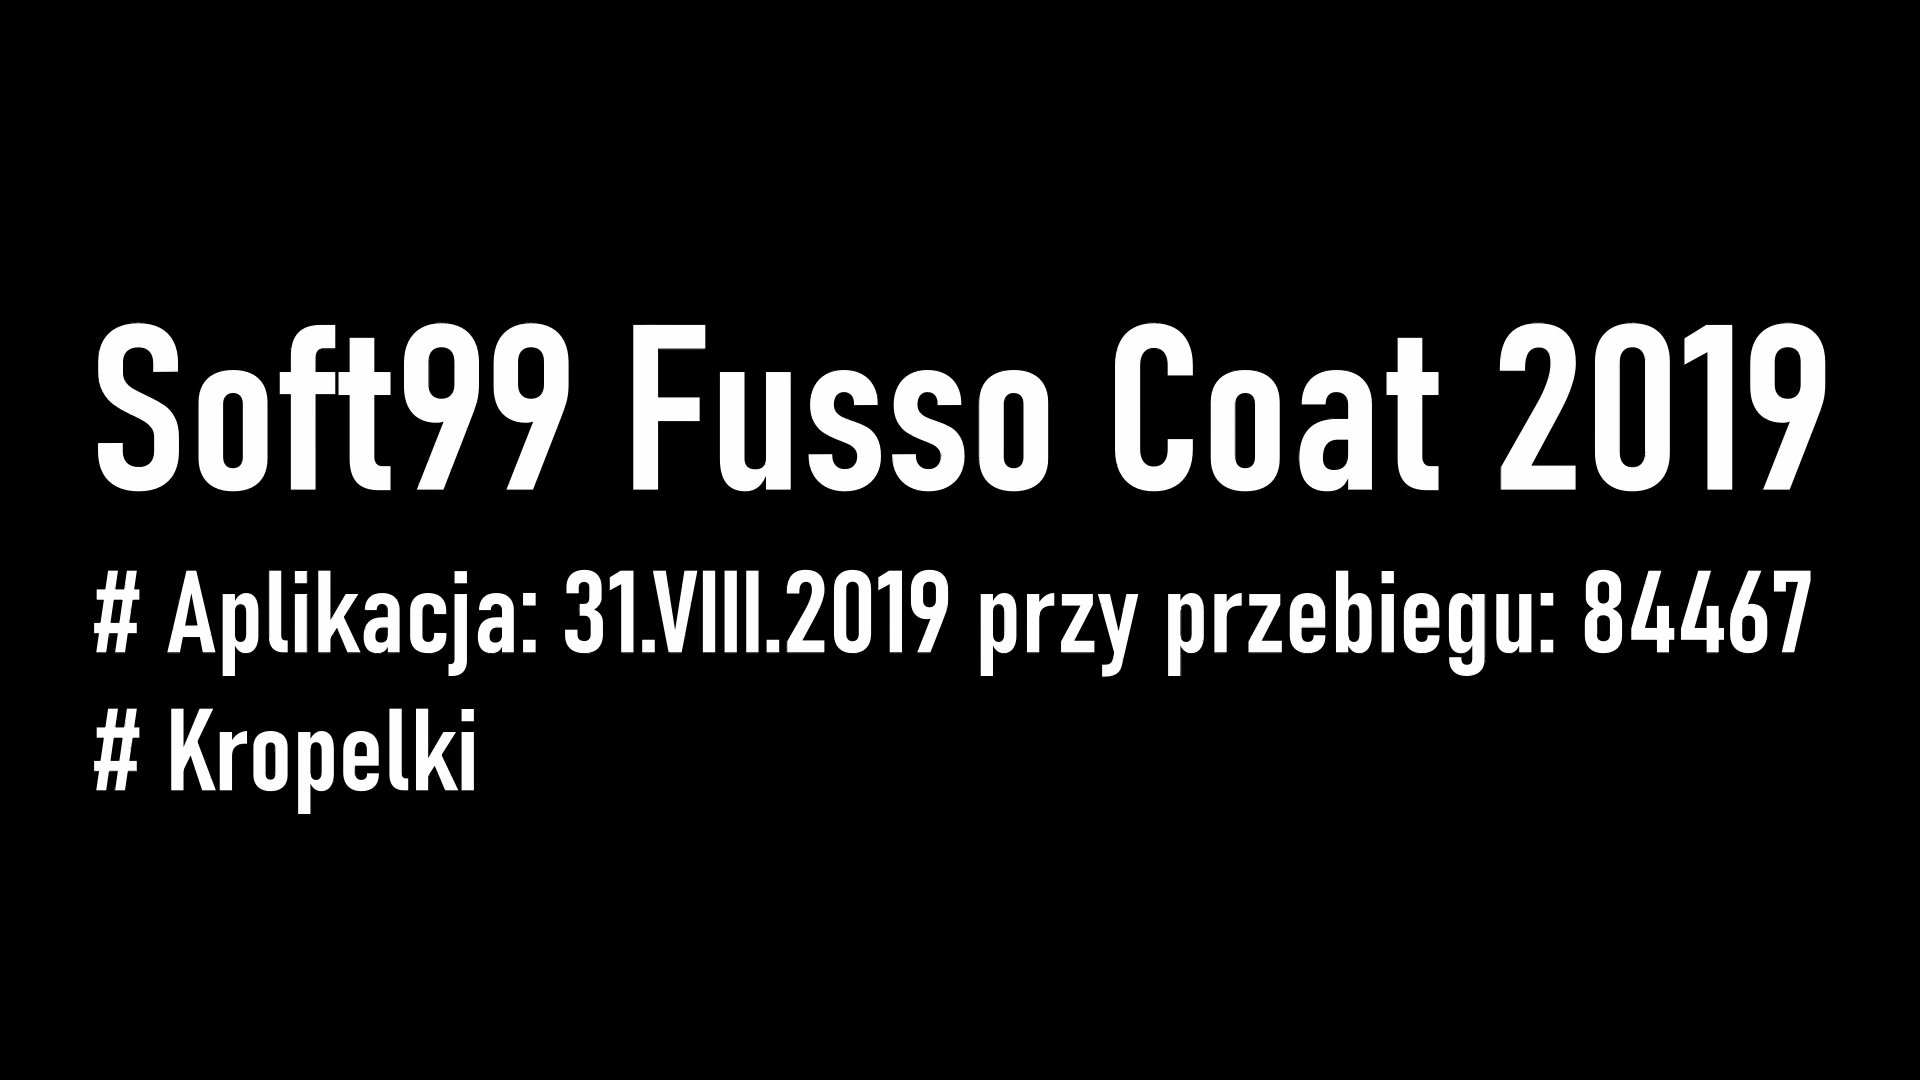 Soft99 Fusso Coat 2019
# Aplikacja: 31.VIII.2019 przy przebiegu: 84467
# Kropelki